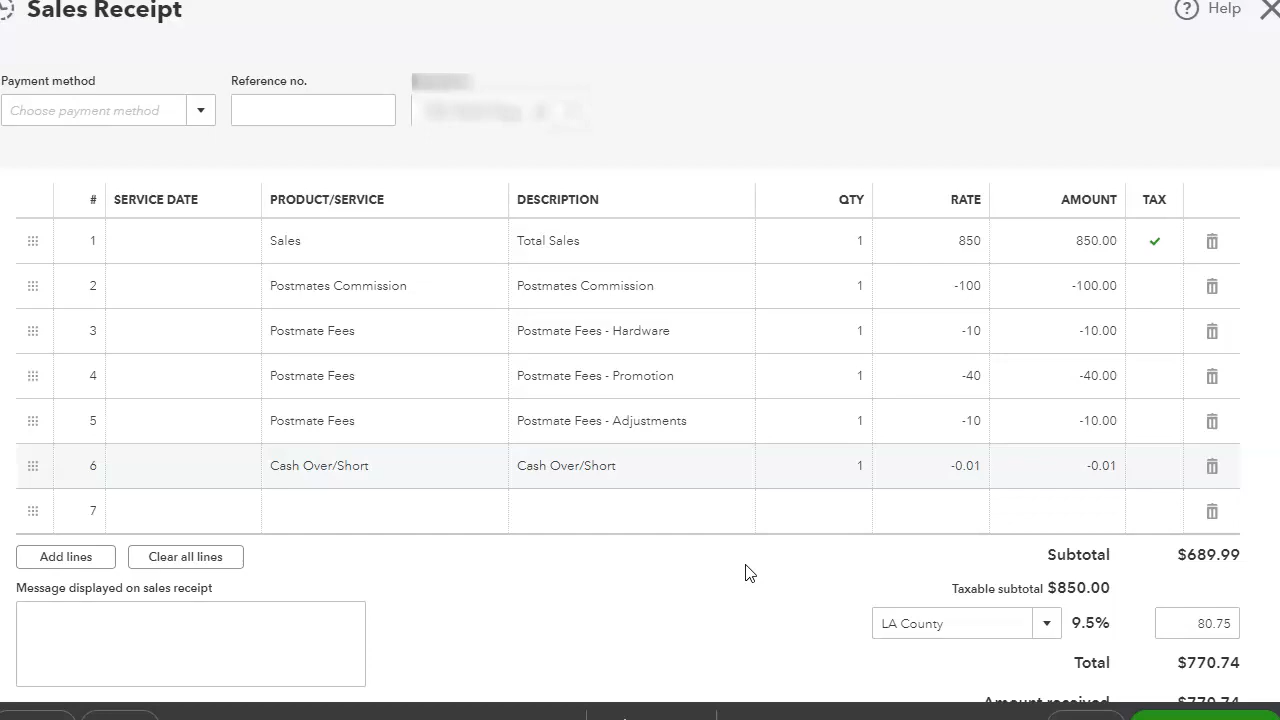 Sales Receipt
Help
Payment method
Reference no.
Choose payment method
# SERVICE DATE PRODUCT/SERVICE DESCRIPTION QTY RATE AMOUNT TAX
1 Sales Total Sales 1 850 850.00 ✓
2 Postmates Commission Postmates Commission 1 -100 -100.00
3 Postmate Fees Postmate Fees - Hardware 1 -10 -10.00
4 Postmate Fees Postmate Fees - Promotion 1 -40 -40.00
5 Postmate Fees Postmate Fees - Adjustments 1 -10 -10.00
6 Cash Over/Short Cash Over/Short 1 -0.01 -0.01
7
Add lines Clear all lines Subtotal $689.99
Message displayed on sales receipt Taxable subtotal $850.00
LA County 9.5% 80.75
Total $770.74
Amount received $770.74